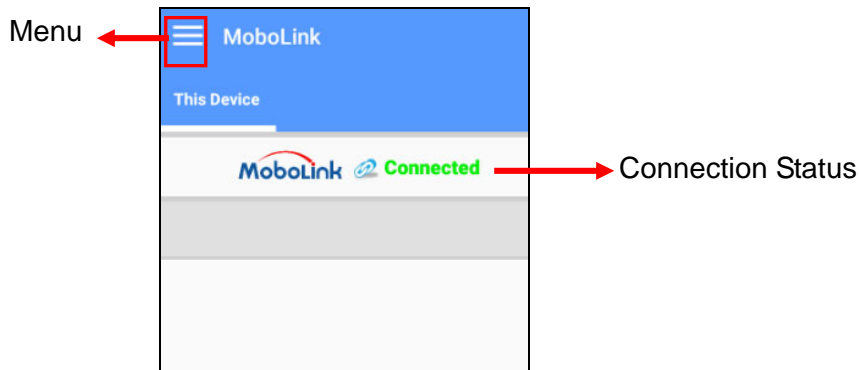 Menu
MoboLink
This Device
MoboLink Connected
Connection Status